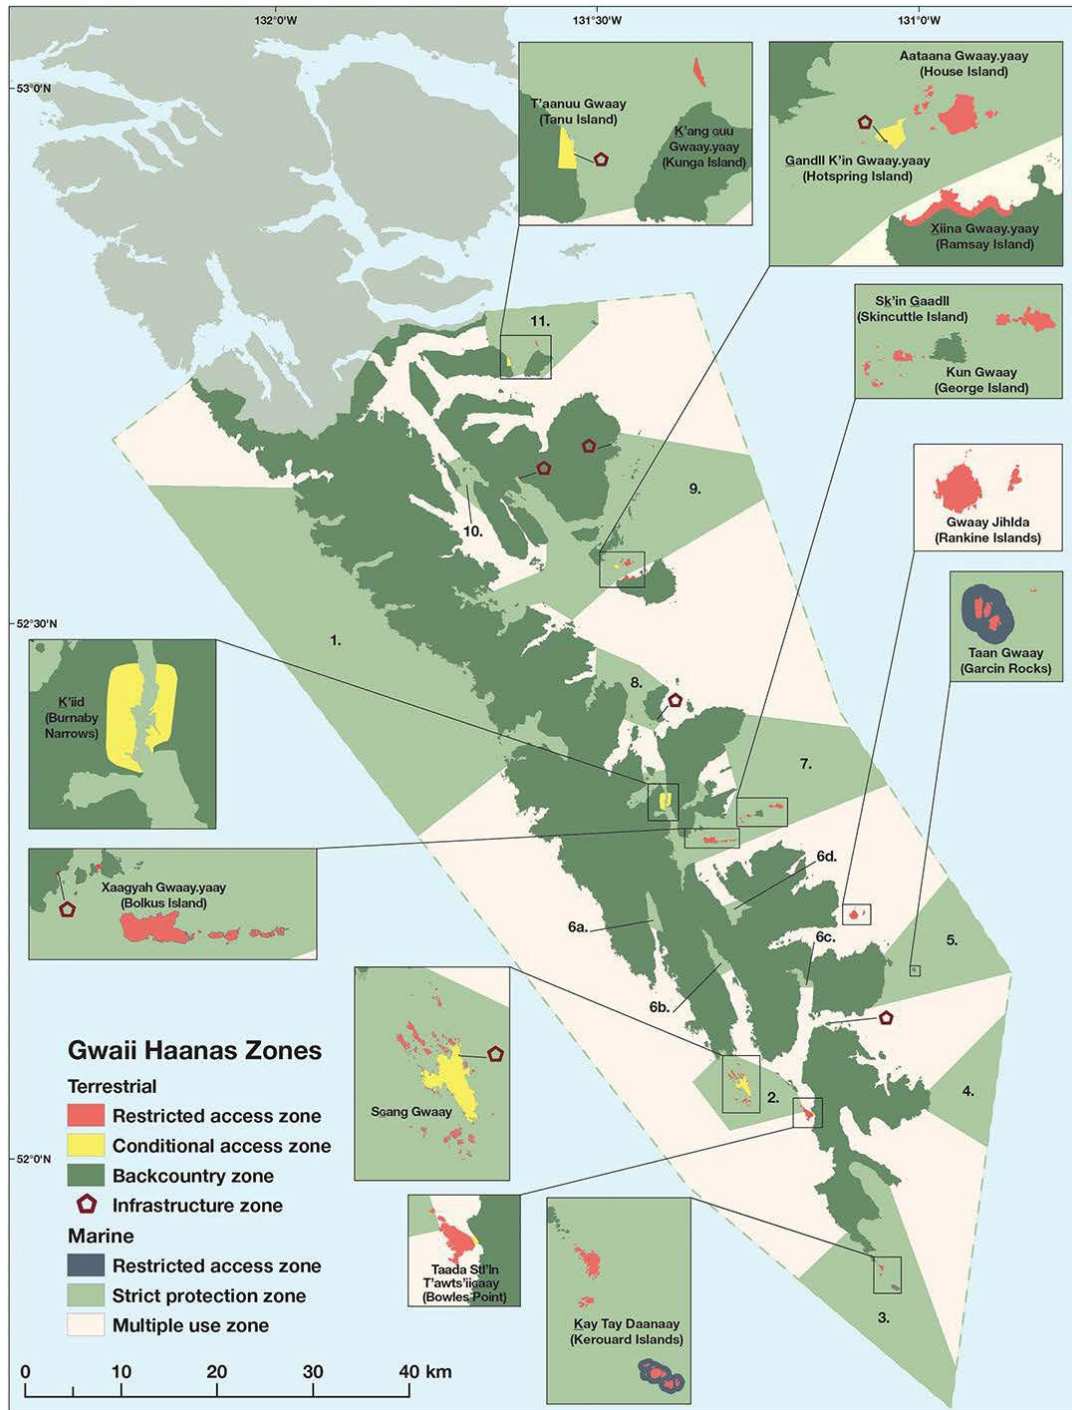 132°0'W
131°30'W
131°0'W
53°0'N
52°30'N
52°0'N
T'aanuu Gwaay
(Tanu Island)
K'ang guu
Gwaay.yaay
(Kunga Island)
Aataana Gwaay.yaay
(House Island)
Gandll K'in Gwaay.yaay
(Hotspring Island)
Xiina Gwaay.yaay
(Ramsay Island)
Sk'in Gaadll
(Skincuttle Island)
Kun Gwaay
(George Island)
Gwaay Jihlda
(Rankine Islands)
Taan Gwaay
(Garcin Rocks)
11.
9.
10.
1.
8.
7.
6d.
6a.
6c.
5.
6b.
4.
2.
3.
K'iid
(Burnaby
Narrows)
Xaagyah Gwaay.yaay
(Bolkus Island)
Sgang Gwaay
Taada Stl'ln
T'awts'iigaay
(Bowles Point)
Kay Tay Daanaay
(Kerouard Islands)
Gwaii Haanas Zones
Terrestrial
Restricted access zone
Conditional access zone
Backcountry zone
Infrastructure zone
Marine
Restricted access zone
Strict protection zone
Multiple use zone
0 10 20 30 40 km